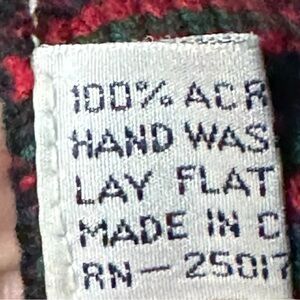 100% ACR
HAND WAS
LAY FLAT
MADE IN C
RN - 25017